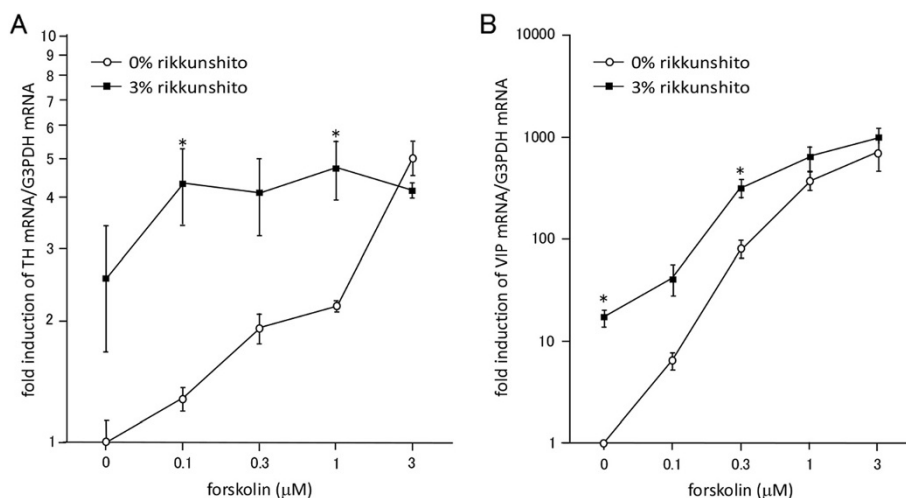 A
fold induction of TH mRNA/G3PDH mRNA
10
9
8
7
6
5
4
3
2
1
0% rikkunshito
3% rikkunshito
*
*
0
0.1
0.3
1
3
forskolin (μM)
B
fold induction of VIP mRNA/G3PDH mRNA
1000
1000
100
10
1
0% rikkunshito
3% rikkunshito
*
*
0
0.1
0.3
1
3
forskolin (μM)